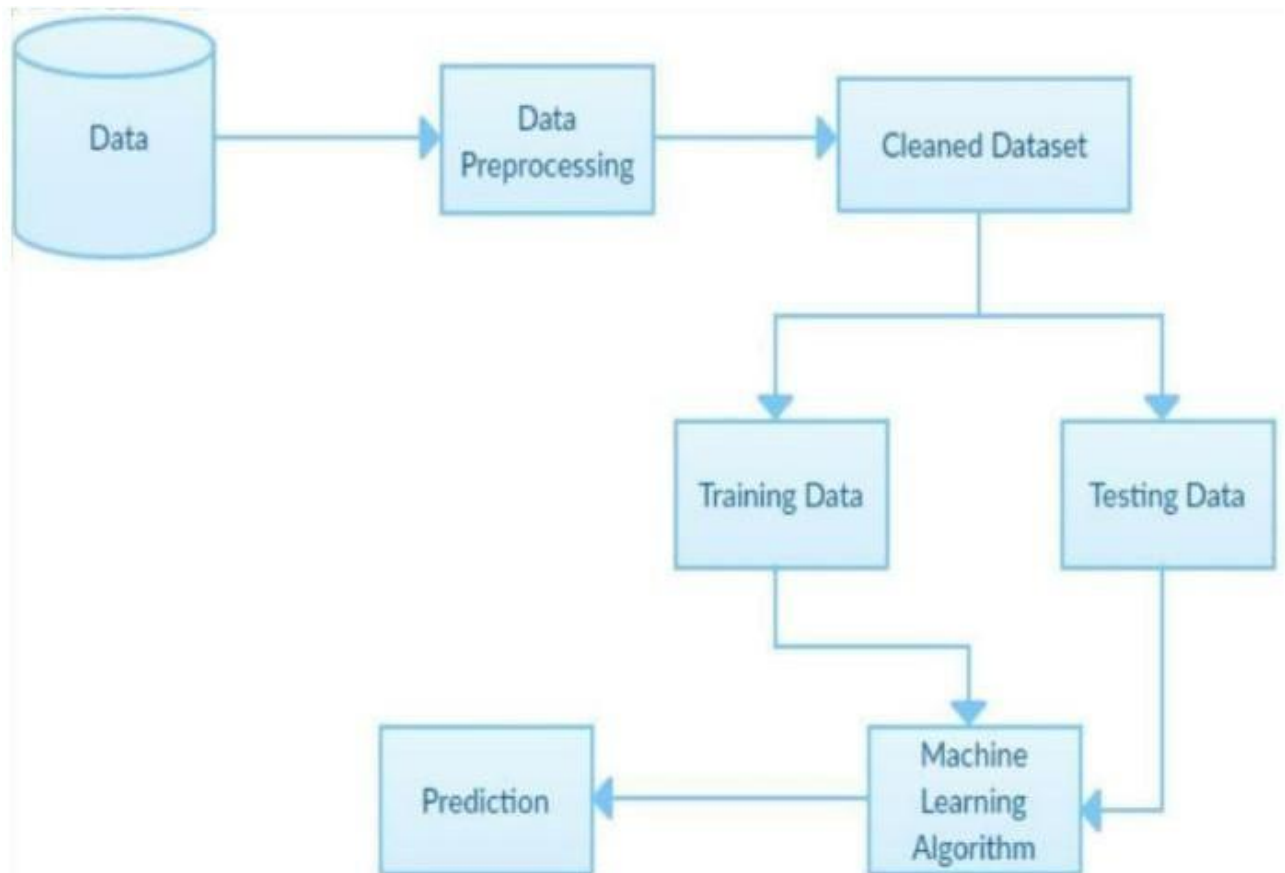 Data
Data
Preprocessing
Cleaned Dataset
Training Data
Testing Data
Prediction
Machine
Learning
Algorithm